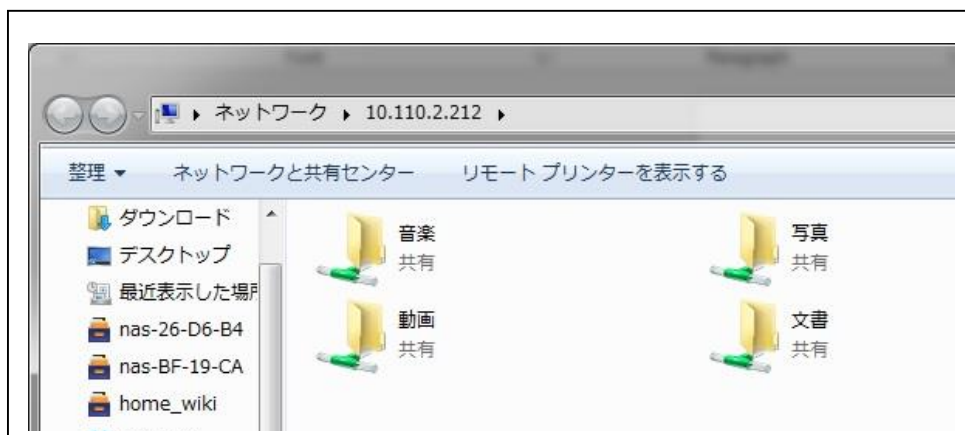 ネットワーク 10.110.2.212
整理 ネットワークと共有センター リモート プリンターを表示する
ダウンロード
デスクトップ
最近表示した場所
nas-26-D6-B4
nas-BF-19-CA
home_wiki
音楽
共有
写真
共有
動画
共有
文書
共有